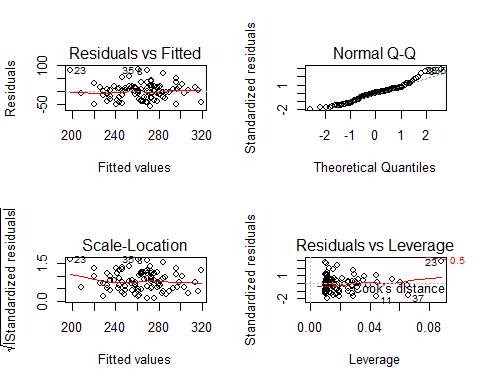 Residuals vs Fitted
Residuals
-50
100
23
35
200
240
280
320
Fitted values
Normal Q-Q
Standardized residuals
-2
1
-2
-1
0
1
2
Theoretical Quantiles
Scale-Location
√|Standardized residuals|
0.0
1.5
23
35
200
240
280
320
Fitted values
Residuals vs Leverage
Standardized residuals
-2
1
23
0.5
Cook's distance
11
37
0.00
0.04
0.08
Leverage